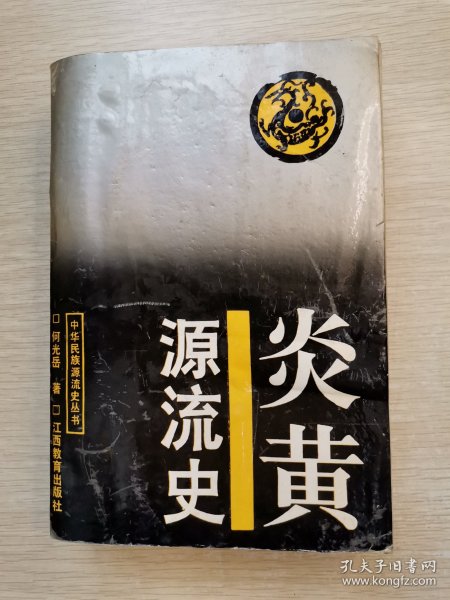 炎黄
源流史
中华民族源流史丛书
□何光岳 著□江西教育出版社
孔夫子旧书网
www.kongfz.com